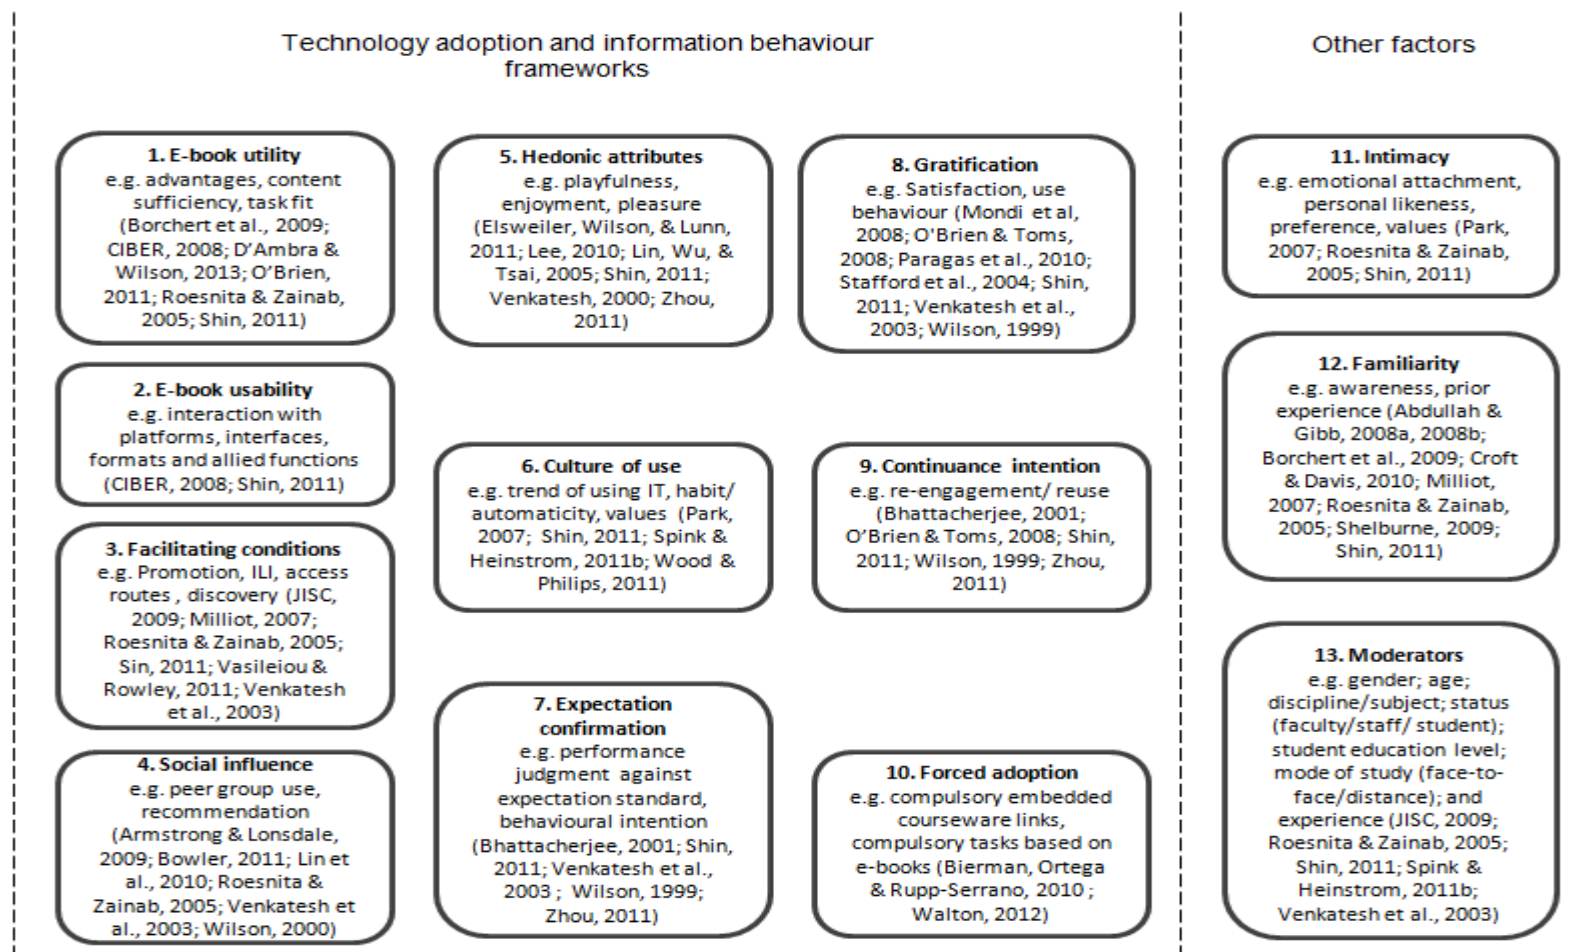 Technology adoption and information behaviour
frameworks
Other factors
1. E-book utility
e.g. advantages, content
sufficiency, task fit
(Borchert et al., 2009;
CIBER, 2008; D’Ambra &
Wilson, 2013; O’Brien,
2011; Roesnita & Zainab,
2005; Shin, 2011)
2. E-book usability
e.g. interaction with
platforms, interfaces,
formats and allied functions
(CIBER, 2008; Shin, 2011)
3. Facilitating conditions
e.g. Promotion, ILI, access
routes , discovery (JISC,
2009; Milliot, 2007;
Roesnita & Zainab, 2005;
Sin, 2011; Vasileiou &
Rowley, 2011; Venkatesh
et al., 2003)
4. Social influence
e.g. peer group use,
recommendation
(Armstrong & Lonsdale,
2009; Bowler, 2011; Lin et
al., 2010; Roesnita &
Zainab, 2005; Venkatesh et
al., 2003; Wilson, 2000)
5. Hedonic attributes
e.g. playfulness,
enjoyment, pleasure
(Elsweiler, Wilson, & Lunn,
2011; Lee, 2010; Lin, Wu, &
Tsai, 2005; Shin, 2011;
Venkatesh, 2000; Zhou,
2011)
6. Culture of use
e.g. trend of using IT, habit/
automaticity, values (Park,
2007; Shin, 2011; Spink &
Heinstrom, 2011b; Wood &
Philips, 2011)
7. Expectation
confirmation
e.g. performance
judgment against
expectation standard,
behavioural intention
(Bhattacherjee, 2001; Shin,
2011; Venkatesh et al.,
2003 ; Wilson, 1999;
Zhou, 2011)
8. Gratification
e.g. Satisfaction, use
behaviour (Mondi et al,
2008; O'Brien & Toms,
2008; Paragas et al., 2010;
Stafford et al., 2004; Shin,
2011; Venkatesh et al.,
2003; Wilson, 1999)
9. Continuance intention
e.g. re-engagement/ reuse
(Bhattacherjee, 2001;
O’Brien & Toms, 2008; Shin,
2011; Wilson, 1999; Zhou,
2011)
10. Forced adoption
e.g. compulsory embedded
courseware links,
compulsory tasks based on
e-books (Bierman, Ortega
& Rupp-Serrano, 2010 ;
Walton, 2012)
11. Intimacy
e.g. emotional attachment,
personal likeness,
preference, values (Park,
2007; Roesnita & Zainab,
2005; Shin, 2011)
12. Familiarity
e.g. awareness, prior
experience (Abdullah &
Gibb, 2008a, 2008b;
Borchert et al., 2009; Croft
& Davis, 2010; Milliot,
2007; Roesnita & Zainab,
2005; Shelburne, 2009;
Shin, 2011)
13. Moderators
e.g. gender; age;
discipline/subject; status
(faculty/staff/ student);
student education level;
mode of study (face-to-
face/distance); and
experience (JISC, 2009;
Roesnita & Zainab, 2005;
Shin, 2011; Spink &
Heinstrom, 2011b;
Venkatesh et al., 2003)